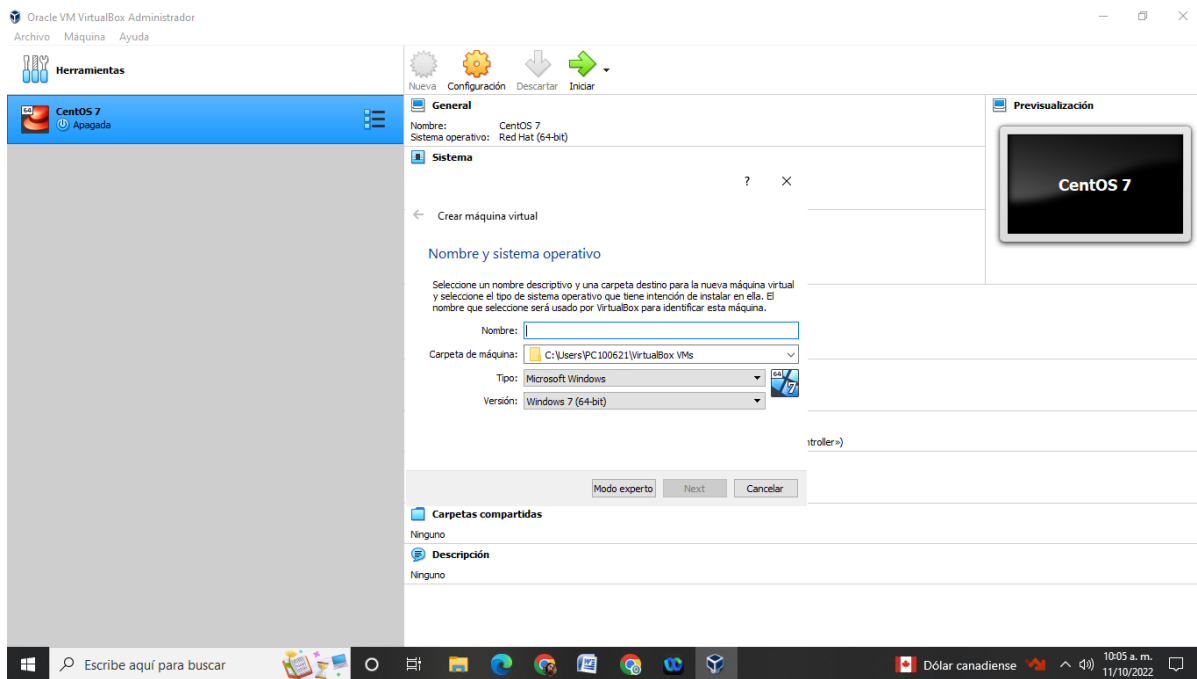 Oracle VM VirtualBox Administrador
Archivo Máquina Ayuda
Herramientas
Nueva Configuración Descartar Iniciar
64
CentOS 7
Apagada
General
Nombre: CentOS 7
Sistema operativo: Red Hat (64-bit)
Previsualización
CentOS 7
Sistema
?
Crear máquina virtual
Nombre y sistema operativo
Seleccione un nombre descriptivo y una carpeta destino para la nueva máquina virtual
y seleccione el tipo de sistema operativo que tiene intención de instalar en ella. El
nombre que seleccione será usado por VirtualBox para identificar esta máquina.
Nombre:
Carpeta de máquina: C:\Users\PC100621\VirtualBox VMs
Tipo: Microsoft Windows
64
7
Versión: Windows 7 (64-bit)
ntroller»)
Modo experto Next Cancelar
Carpetas compartidas
Ninguno
Descripción
Ninguno
Escribe aquí para buscar
Dólar canadiense
10:05 a. m.
11/10/2022